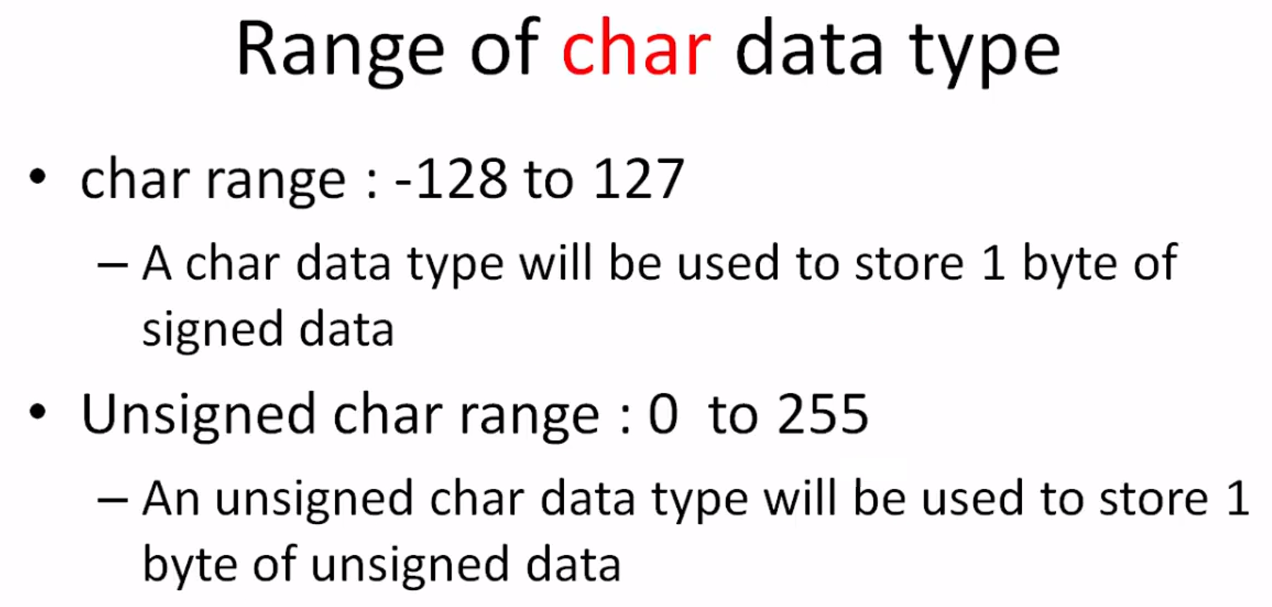 Range of char data type
• char range : -128 to 127
– A char data type will be used to store 1 byte of
signed data
• Unsigned char range : 0 to 255
– An unsigned char data type will be used to store 1
byte of unsigned data